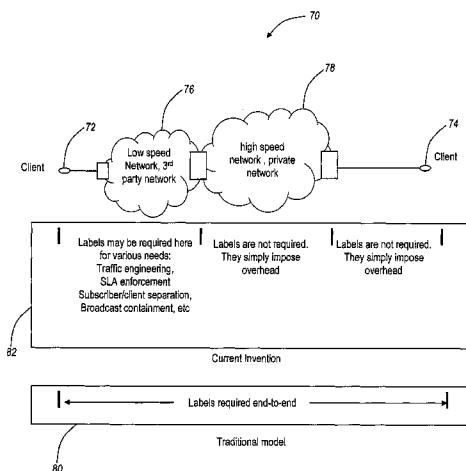 70
78
76
72
74
Client
Low speed
Network, 3rd
party network
high speed
network , private
network
Client
Labels may be required here
for various needs:
Traffic engineering,
SLA enforcement
Subscriber/client separation,
Broadcast containment, etc
Labels are not required.
They simply impose
overhead
Labels are not required.
They simply impose
overhead
82
Current Invention
Labels required end-to-end
80
Traditional model